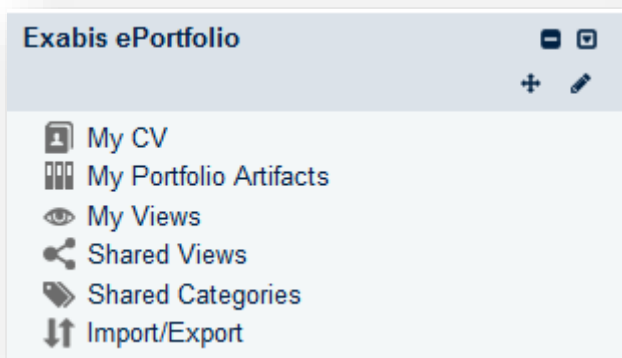 Exabis ePortfolio
My CV
My Portfolio Artifacts
My Views
Shared Views
Shared Categories
Import/Export